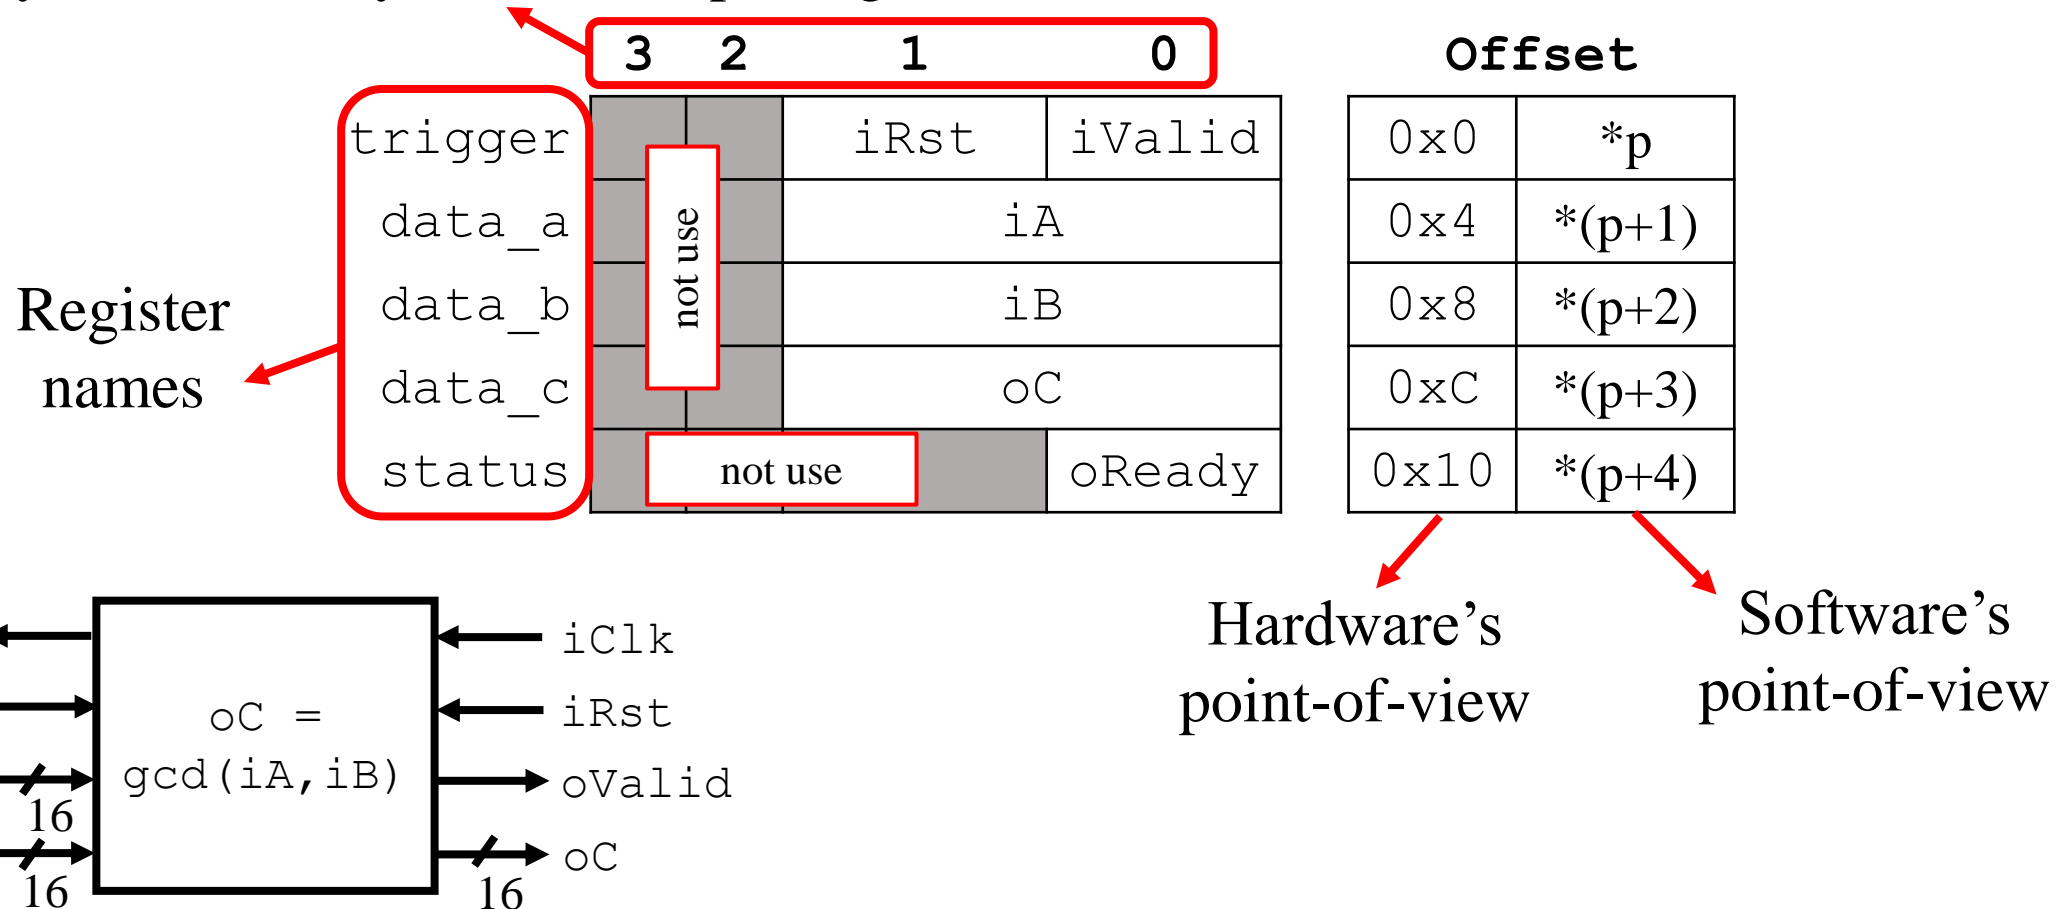 3 2 1 0 Offset
trigger iRst iValid 0x0 *p
data_a iA 0x4 *(p+1)
not use
data_b iB 0x8 *(p+2)
data_c oC 0xC *(p+3)
status not use oReady 0x10 *(p+4)
Register
names
Hardware's
point-of-view
Software's
point-of-view
oC =
gcd(iA,iB)
iClk
iRst
oValid
oC
16
16
16